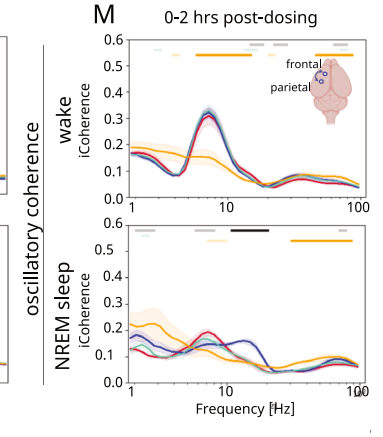 M
0-2 hrs post-dosing
oscillatory coherence
wake
iCoherence
0.6
0.5
0.4
0.3
0.2
0.1
0.0
frontal
parietal
1 10 100
NREM sleep
iCoherence
0.6
0.5
0.4
0.3
0.2
0.1
0.0
1 10 100
Frequency [Hz]